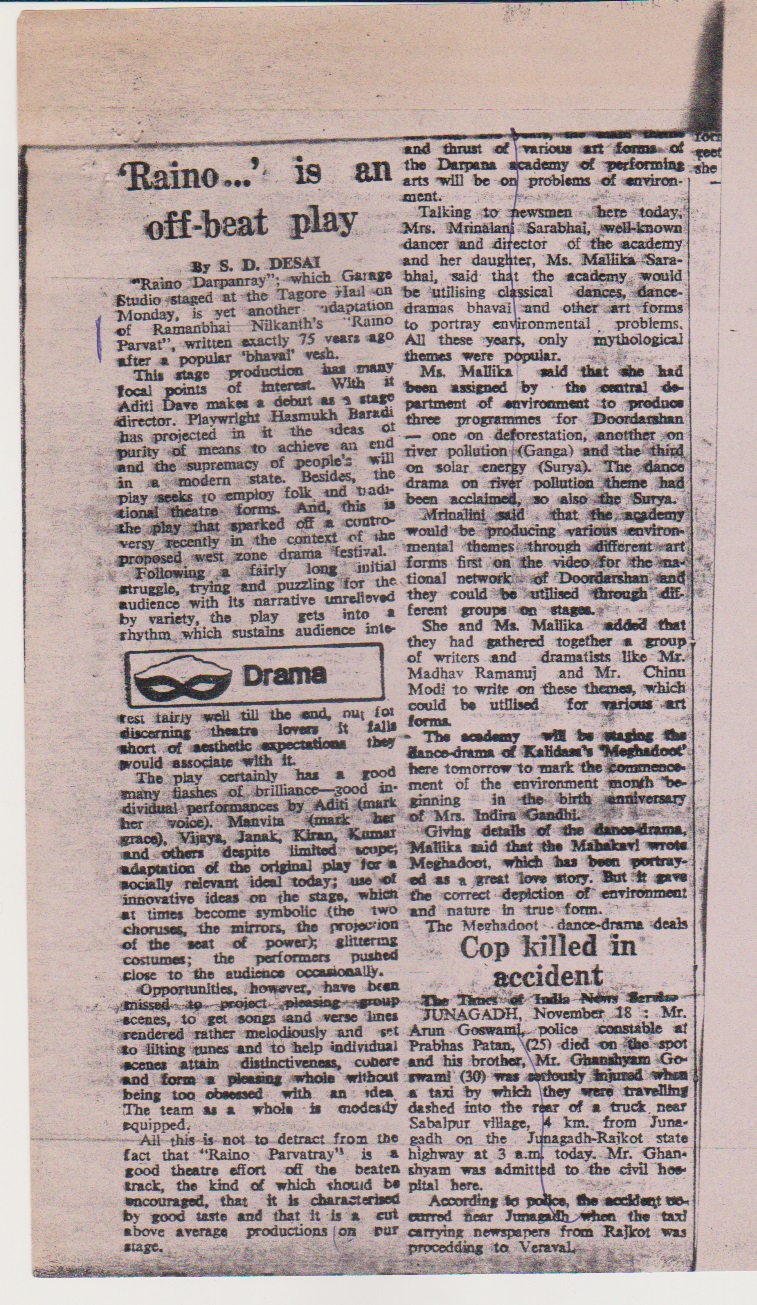 ‘Raino...’ is an
off-beat play
By S. D. DESAI
“Raino Darpanray”; which Garage
Studio staged at the Tagore Hail on
Monday, is yet another adaptation
of Ramanbhai Nilkanth’s “Raino
Parvat”, written exactly 75 years ago
after a popular ‘bhavai’ vesh.
This stage production has many
focal points of interest. With it
Aditi Dave makes a debut as a stage
director. Playwright Hasmukh Baradi
has projected in it the ideas of
purity of means to achieve an end
and the supremacy of people’s will
in a modern state. Besides, the
play seeks to employ folk and tradi-
tional theatre forms. And, this is
the play that sparked off a contro-
versy recently in the context of the
proposed west zone drama festival.
Following a fairly long initial
struggle, trying and puzzling for the
audience with its narrative unrelieved
by variety, the play gets into a
rhythm which sustains audience inte-
Drama
rest fairly well till the end, but for
discerning theatre lovers it falls
short of aesthetic expectations they
would associate with it.
The play certainly has a good
many flashes of brilliance—good in-
dividual performances by Aditi (mark
her voice), Manvita (mark her
grace), Vijaya, Janak, Kiran, Kumar
and others despite limited scope;
adaptation of the original play for a
socially relevant ideal today; use of
innovative ideas on the stage, which
at times become symbolic (the two
choruses, the mirrors, the projection
of the seat of power); glittering
costumes; the performers pushed
close to the audience occasionally.
Opportunities, however, have been
missed to project pleasing group
scenes, to get songs and verse lines
rendered rather melodiously and set
to lilting tunes and to help individual
scenes attain distinctiveness, cohere
and form a pleasing whole without
being too obsessed with an idea.
The team as a whole is modestly
equipped.
All this is not to detract from the
fact that “Raino Parvatray” is a
good theatre effort off the beaten
track, the kind of which should be
encouraged, that it is characterised
by good taste and that it is a cut
above average productions on our
stage.
and thrust of various art forms of
the Darpana academy of performing
arts will be on problems of environ-
ment.
Talking to newsmen here today,
Mrs. Mrinalani Sarabhai, well-known
dancer and director of the academy
and her daughter, Ms. Mallika Sara-
bhai, said that the academy would
be utilising classical dances, dance-
dramas bhavai and other art forms
to portray environmental problems.
All these years, only mythological
themes were popular.
Ms. Mallika said that she had
been assigned by the central de-
partment of environment to produce
three programmes for Doordarshan
— one on deforestation, anotther on
river pollution (Ganga) and the third
on solar energy (Surya). The dance
drama on river pollution theme had
been acclaimed, so also the Surya.
Mrinalini said that the academy
would be producing various environ-
mental themes through different art
forms first on the video for the na-
tional network of Doordarshan and
they could be utilised through dif-
ferent groups on stages.
She and Ms. Mallika added that
they had gathered together a group
of writers and dramatists like Mr.
Madhav Ramanuj and Mr. Chinu
Modi to write on these themes, which
could be utilised for various art
forms.
The academy will be staging the
dance-drama of Kalidasa’s ‘Meghadoot’
here tomorrow to mark the commence-
ment of the environment month be-
ginning in the birth anniversary
of Mrs. Indira Gandhi.
Giving details of the dance-drama,
Mallika said that the Mahakavi wrote
Meghadoot, which has been portray-
ed as a great love story. But it gave
the correct depiction of environment
and nature in true form.
The Meghadoot dance-drama deals
Cop killed in
accident
The Times of India News Service
JUNAGADH, November 18 : Mr.
Arun Goswami, police constable at
Prabhas Patan, (25) died on the spot
and his brother, Mr. Ghanshyam Go-
swami (30) was seriously injured when
a taxi by which they were travelling
dashed into the rear of a truck near
Sabalpur village, 4 km. from Juna-
gadh on the Junagadh-Rajkot state
highway at 3 a.m. today. Mr. Ghan-
shyam was admitted to the civil hos-
pital here.
According to police, the accident oc-
curred near Junagadh when the taxi
carrying newspapers from Rajkot was
procedding to Veraval.
she